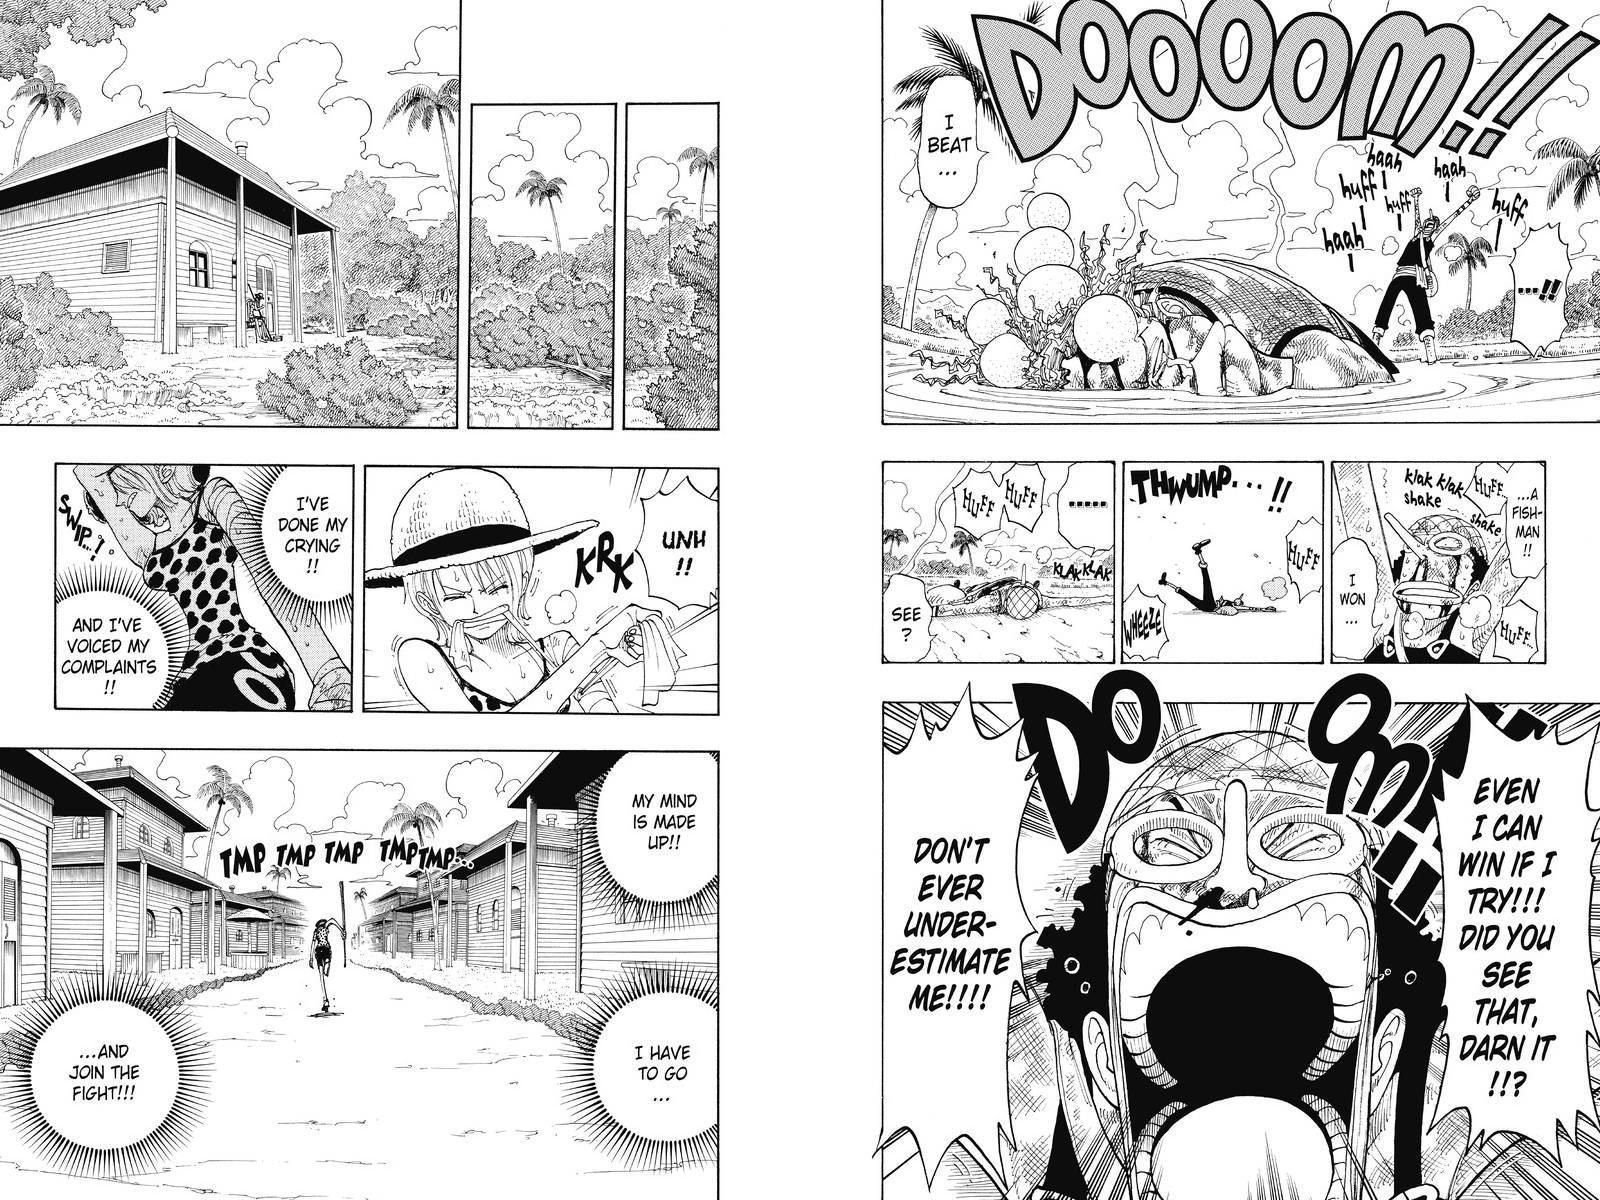 DOOOOM!!
haah
haah
huff
huff
huff
haah
...!!
I
BEAT
...
...A
FISH-
MAN
!!
HUFF
klak klak
shake
shake
I
WON
...
HUFF
THWUMP...!!
HUFF
WHEEZE
......
HUFF
HUFF
KLAK KLAK
SEE
?
EVEN
I CAN
WIN IF I
TRY!!!
DID YOU
SEE
THAT,
DARN IT
!!?
DOOM!!
DON'T
EVER
UNDER-
ESTIMATE
ME!!!!
UNH
!!
KRK
I'VE
DONE MY
CRYING
!!
SWIP...!
AND I'VE
VOICED MY
COMPLAINTS
!!
MY MIND
IS MADE
UP!!
TMP TMP TMP TMP TMP...
I HAVE
TO GO
...
...AND
JOIN THE
FIGHT!!!